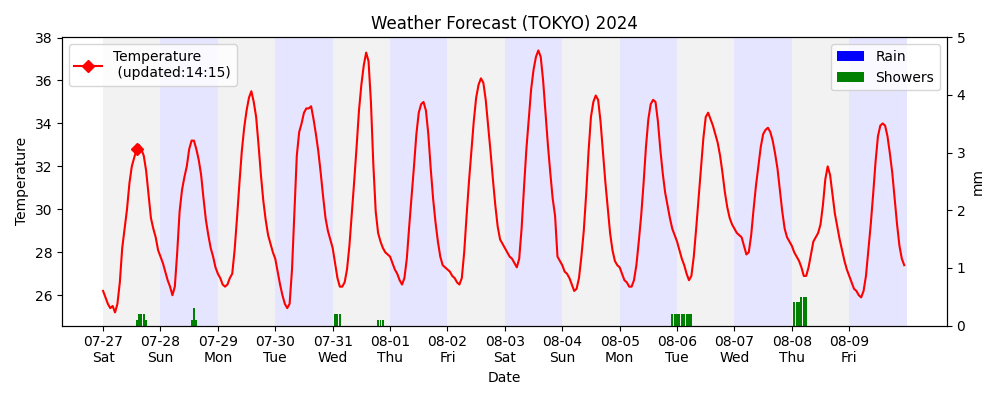 Weather Forecast (TOKYO) 2024
Temperature
(updated:14:15)
Rain
Showers
38
36
34
32
30
28
26
Temperature
5
4
3
2
1
0
mm
07-27 07-28 07-29 07-30 07-31 08-01 08-02 08-03 08-04 08-05 08-06 08-07 08-08 08-09
Sat Sun Mon Tue Wed Thu Fri Sat Sun Mon Tue Wed Thu Fri
Date